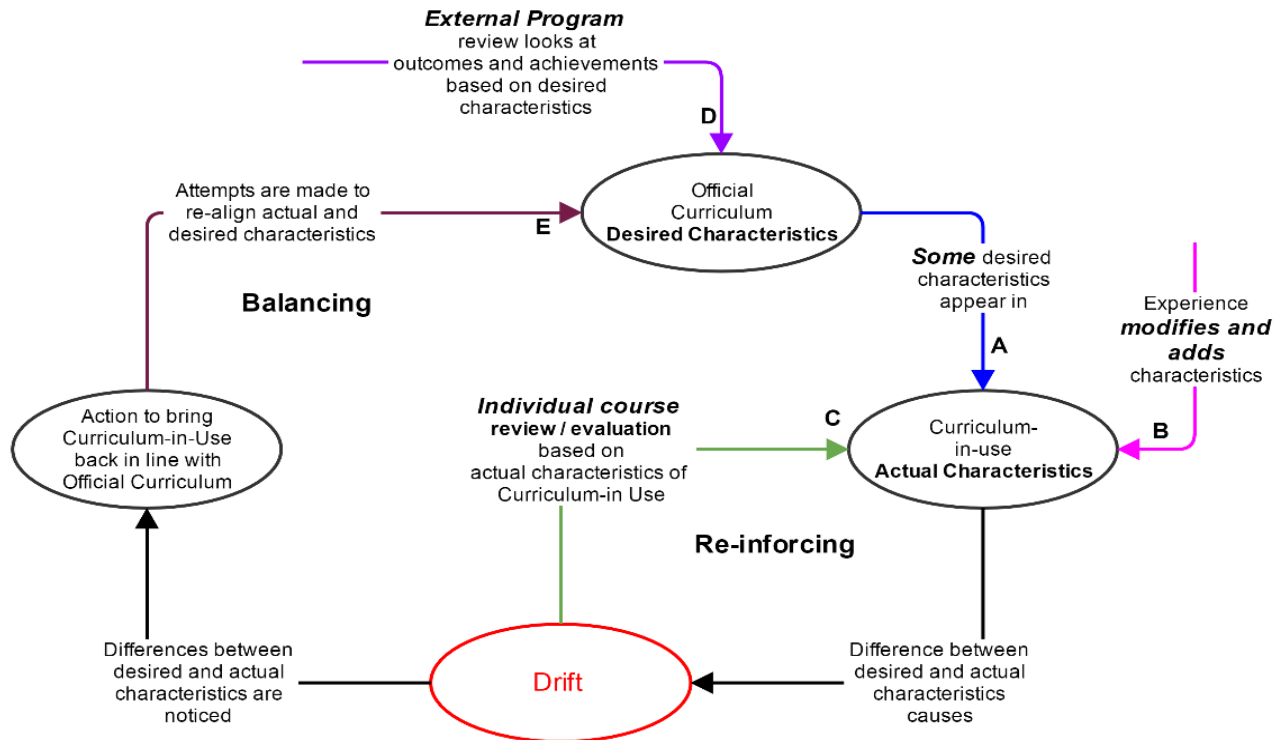 External Program
review looks at
outcomes and achievements
based on desired
characteristics
D
Attempts are made to
re-align actual and
desired characteristics
E
Official
Curriculum
Desired Characteristics
Some desired
characteristics
appear in
A
Balancing
Experience
modifies and
adds
characteristics
B
Action to bring
Curriculum-in-Use
back in line with
Official Curriculum
Individual course
review / evaluation
based on
actual characteristics of
Curriculum-in Use
C
Curriculum-
in-use
Actual Characteristics
Re-inforcing
Differences between
desired and actual
characteristics are
noticed
Drift
Difference between
desired and actual
characteristics
causes